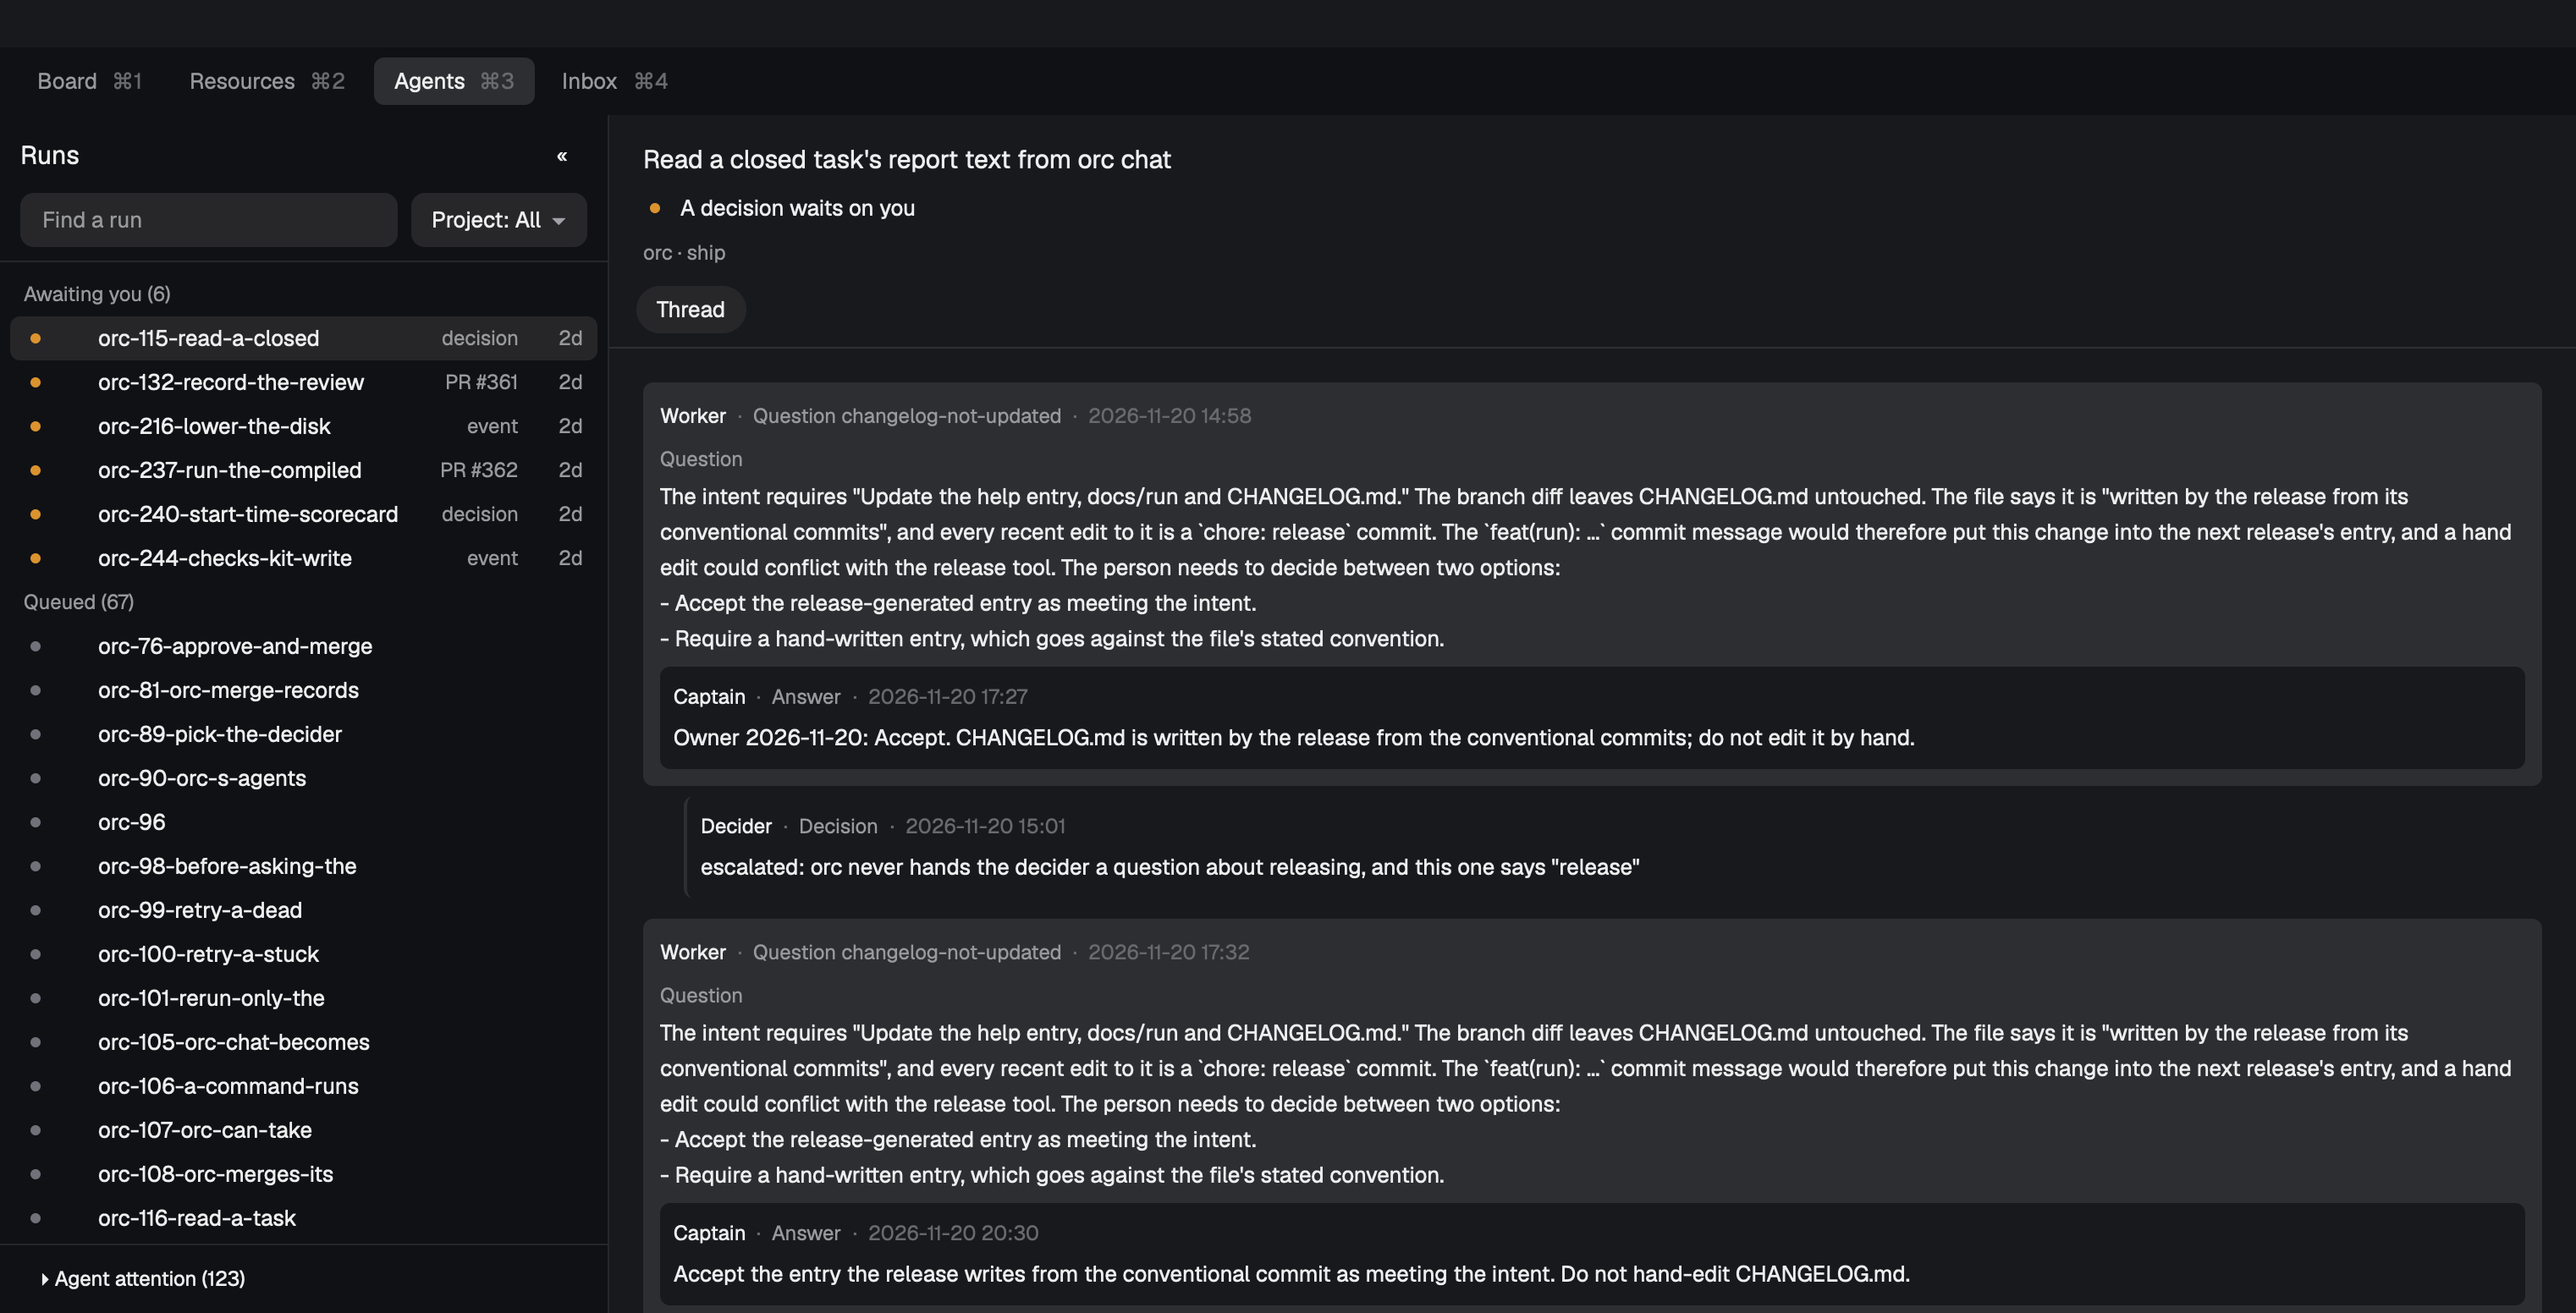 Board ⌘1 Resources ⌘2 Agents ⌘3 Inbox ⌘4
Runs «
Find a run Project: All
Awaiting you (6)
orc-115-read-a-closed decision 2d
orc-132-record-the-review PR #361 2d
orc-216-lower-the-disk event 2d
orc-237-run-the-compiled PR #362 2d
orc-240-start-time-scorecard decision 2d
orc-244-checks-kit-write event 2d
Queued (67)
orc-76-approve-and-merge
orc-81-orc-merge-records
orc-89-pick-the-decider
orc-90-orc-s-agents
orc-96
orc-98-before-asking-the
orc-99-retry-a-dead
orc-100-retry-a-stuck
orc-101-rerun-only-the
orc-105-orc-chat-becomes
orc-106-a-command-runs
orc-107-orc-can-take
orc-108-orc-merges-its
orc-116-read-a-task
Agent attention (123)
Read a closed task's report text from orc chat
A decision waits on you
orc · ship
Thread
Worker · Question changelog-not-updated · 2026-11-20 14:58
Question
The intent requires "Update the help entry, docs/run and CHANGELOG.md." The branch diff leaves CHANGELOG.md untouched. The file says it is "written by the release from its
conventional commits", and every recent edit to it is a `chore: release` commit. The `feat(run): ...` commit message would therefore put this change into the next release's entry, and a hand
edit could conflict with the release tool. The person needs to decide between two options:
- Accept the release-generated entry as meeting the intent.
- Require a hand-written entry, which goes against the file's stated convention.
Captain · Answer · 2026-11-20 17:27
Owner 2026-11-20: Accept. CHANGELOG.md is written by the release from the conventional commits; do not edit it by hand.
Decider · Decision · 2026-11-20 15:01
escalated: orc never hands the decider a question about releasing, and this one says "release"
Worker · Question changelog-not-updated · 2026-11-20 17:32
Question
The intent requires "Update the help entry, docs/run and CHANGELOG.md." The branch diff leaves CHANGELOG.md untouched. The file says it is "written by the release from its
conventional commits", and every recent edit to it is a `chore: release` commit. The `feat(run): ...` commit message would therefore put this change into the next release's entry, and a hand
edit could conflict with the release tool. The person needs to decide between two options:
- Accept the release-generated entry as meeting the intent.
- Require a hand-written entry, which goes against the file's stated convention.
Captain · Answer · 2026-11-20 20:30
Accept the entry the release writes from the conventional commit as meeting the intent. Do not hand-edit CHANGELOG.md.